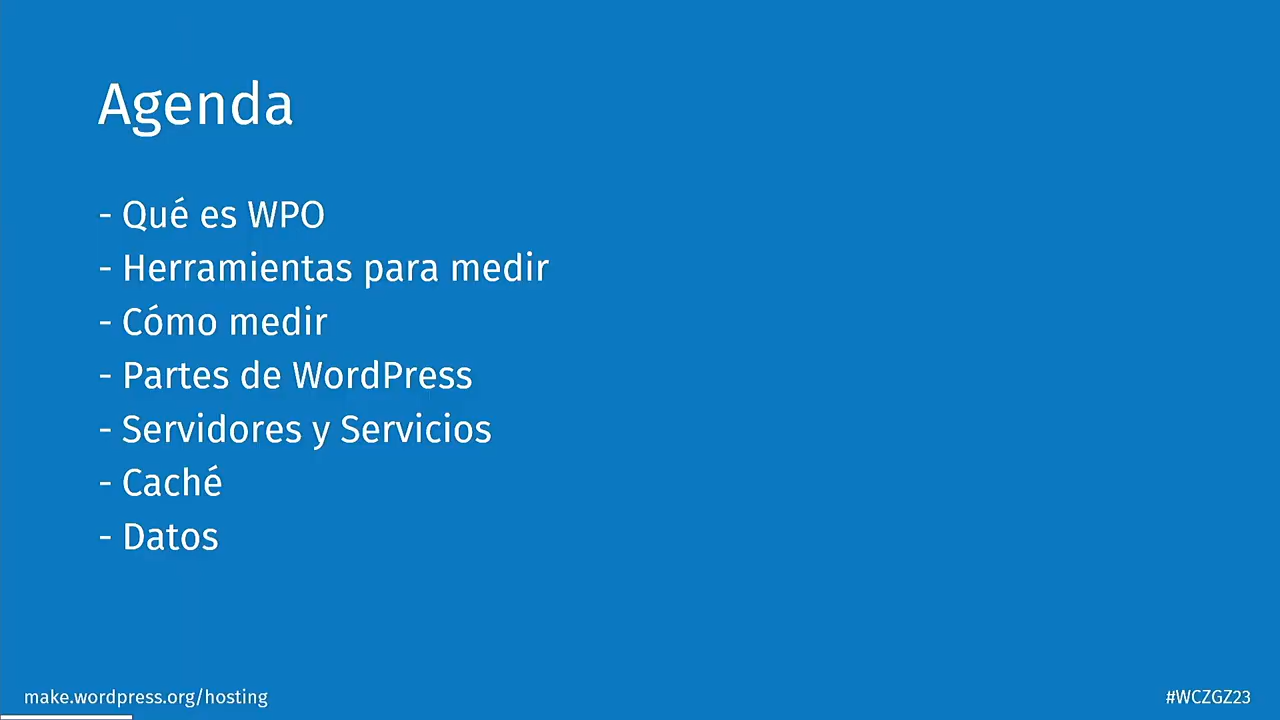 Agenda
- Qué es WPO
- Herramientas para medir
- Cómo medir
- Partes de WordPress
- Servidores y Servicios
- Caché
- Datos
make.wordpress.org/hosting
#WCZGZ23